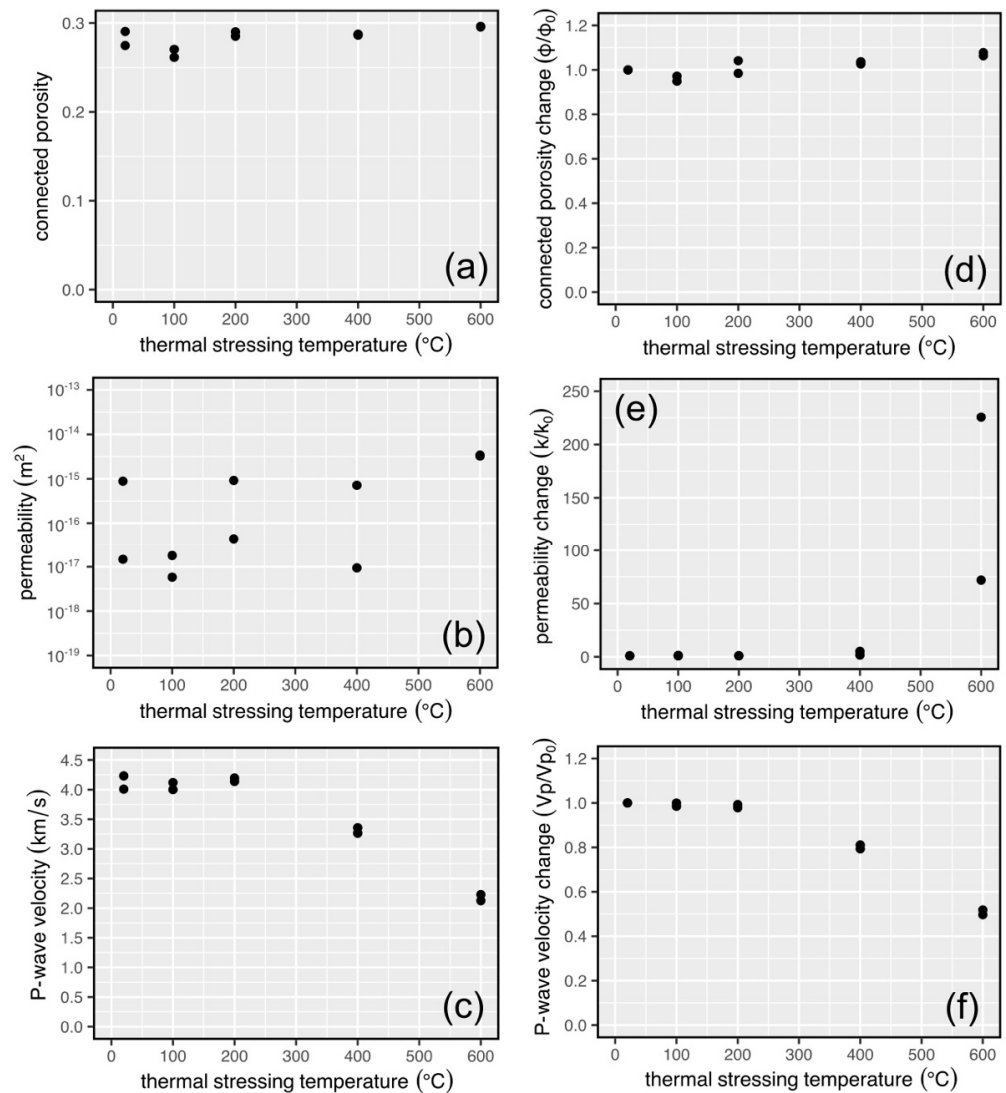 connected porosity
0.3
0.2
0.1
0.0
(a)
0 100 200 300 400 500 600
thermal stressing temperature (°C)
connected porosity change (ϕ/ϕ₀)
1.2
1.0
0.8
0.6
0.4
1.2
0.0
(d)
0 100 200 300 400 500 600
thermal stressing temperature (°C)
permeability (m²)
10⁻¹³
10⁻¹⁴
10⁻¹⁵
10⁻¹⁶
10⁻¹⁷
10⁻¹⁸
10⁻¹⁹
(b)
0 100 200 300 400 500 600
thermal stressing temperature (°C)
permeability change (k/k₀)
250
(e)
200
150
100
50
0
0 100 200 300 400 500 600
thermal stressing temperature (°C)
P-wave velocity (km/s)
4.5
4.0
3.5
3.0
2.5
2.0
1.5
1.0
0.5
0.0
(c)
0 100 200 300 400 500 600
thermal stressing temperature (°C)
P-wave velocity change (Vp/Vp₀)
1.2
1.0
0.8
0.6
0.4
0.2
0.0
(f)
0 100 200 300 400 500 600
thermal stressing temperature (°C)